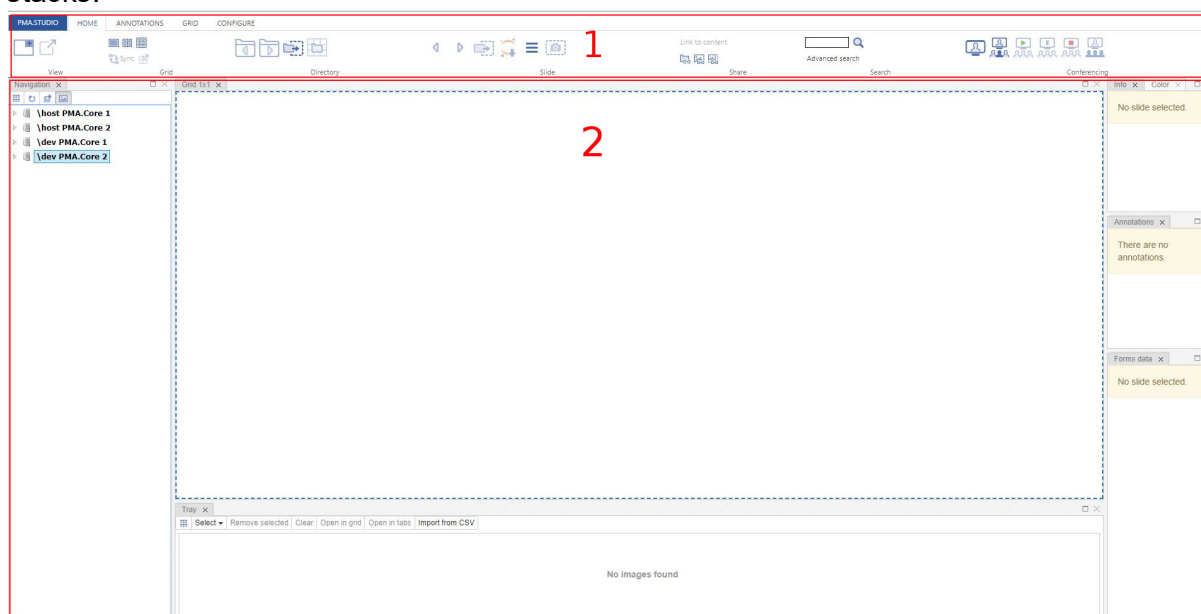 stacks.
PMA.STUDIO HOME ANNOTATIONS GRID CONFIGURE
1
Link to content
Sync
Advanced search
View Grid Directory Slide Share Search Conferencing
Navigation Grid 1x1 Info Color
\host PMA.Core 1
\host PMA.Core 2
\dev PMA.Core 1
\dev PMA.Core 2
2
No slide selected.
Annotations
There are no
annotations.
Forms data
No slide selected.
Tray
Select Remove selected Clear Open in grid Open in tabs Import from CSV
No images found